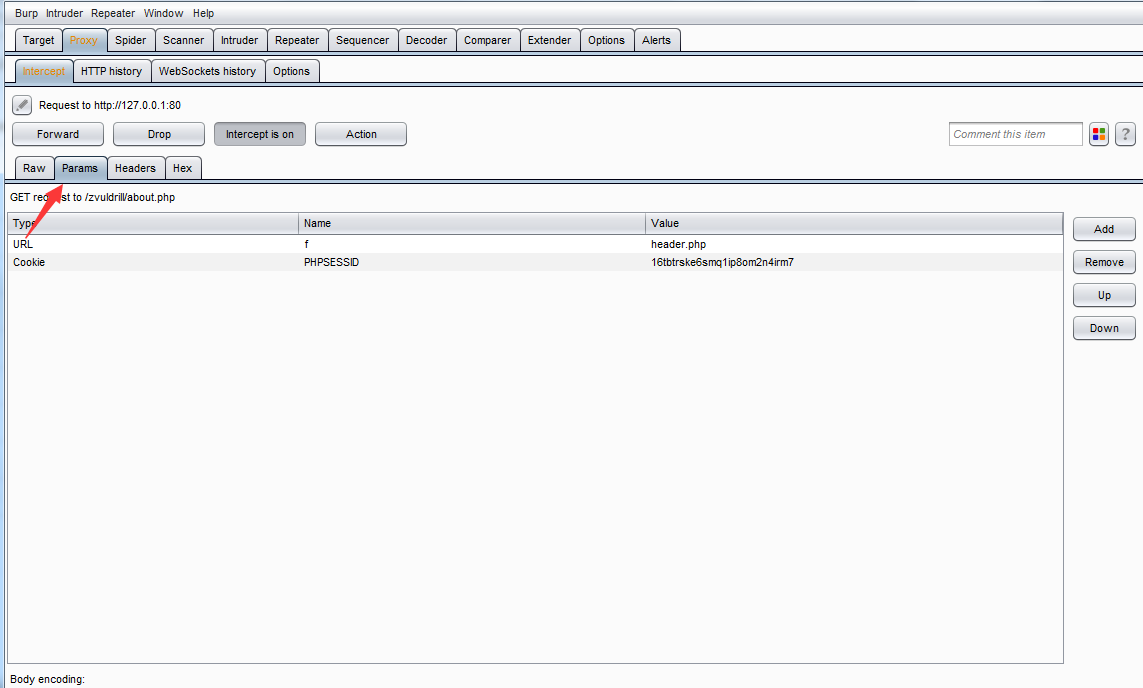 Burp Intruder Repeater Window Help
Target Proxy Spider Scanner Intruder Repeater Sequencer Decoder Comparer Extender Options Alerts
Intercept HTTP history WebSockets history Options
Request to http://127.0.0.1:80
Forward Drop Intercept is on Action Comment this item ?
Raw Params Headers Hex
GET request to /zvuldrill/about.php
Type Name Value
URL f header.php
Cookie PHPSESSID 16tbtrske6smq1ip8om2n4irm7
Add
Remove
Up
Down
Body encoding: